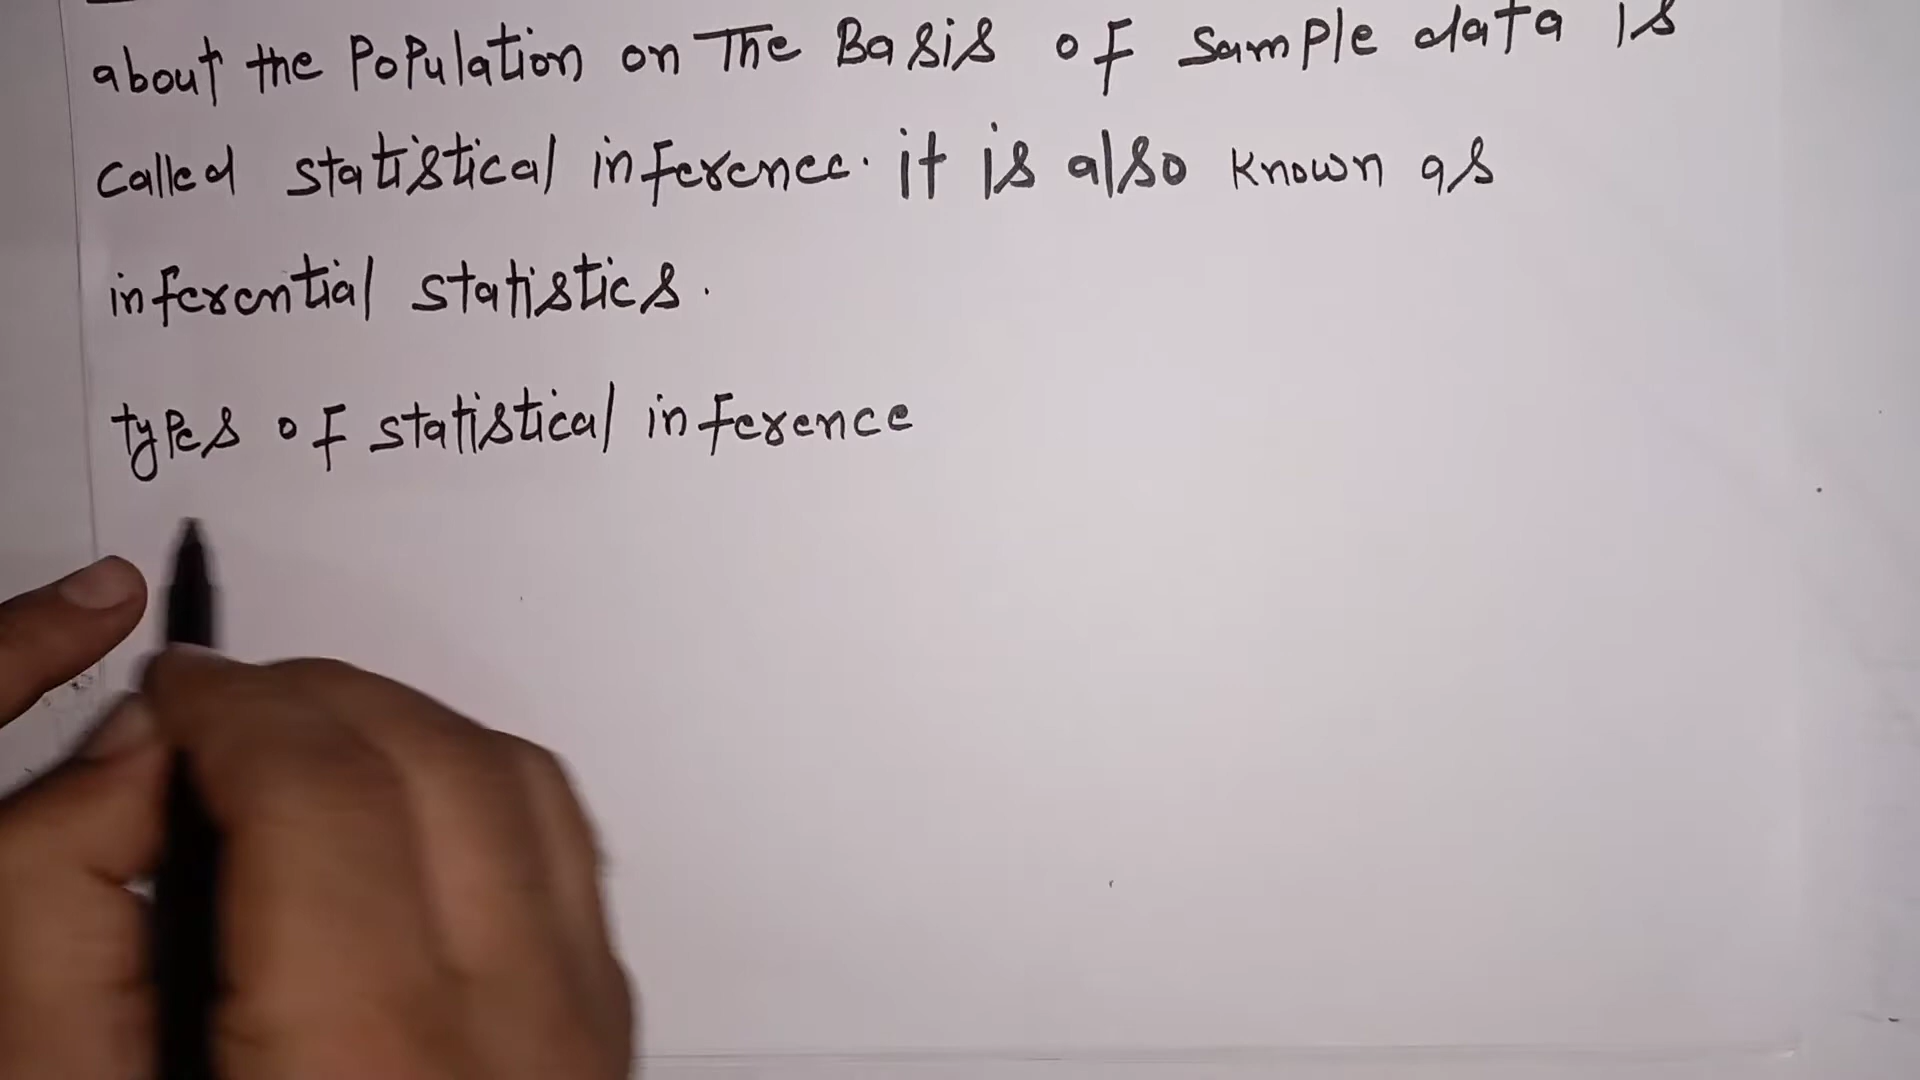 about the Population on The Basis of Sample data is
Called statistical inference. it is also Known as
inferential statistics.
types of statistical inference